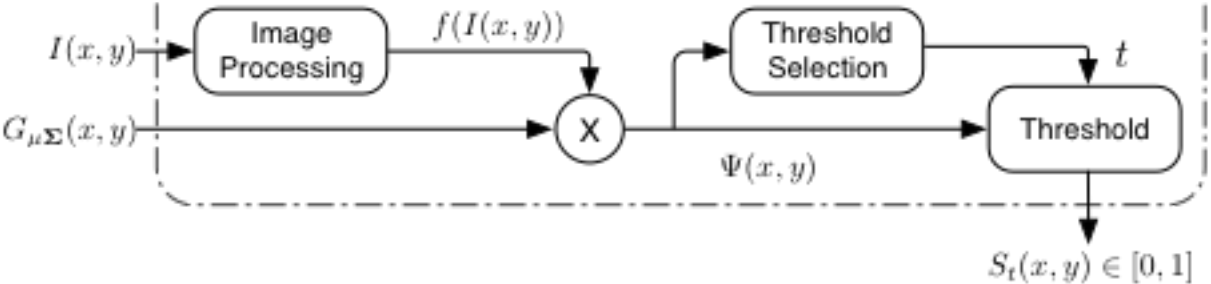 I(x, y)
Image
Processing
f(I(x, y))
Threshold
Selection
t
G_{μΣ}(x, y)
X
Ψ(x, y)
Threshold
S_t(x, y) ∈ [0, 1]